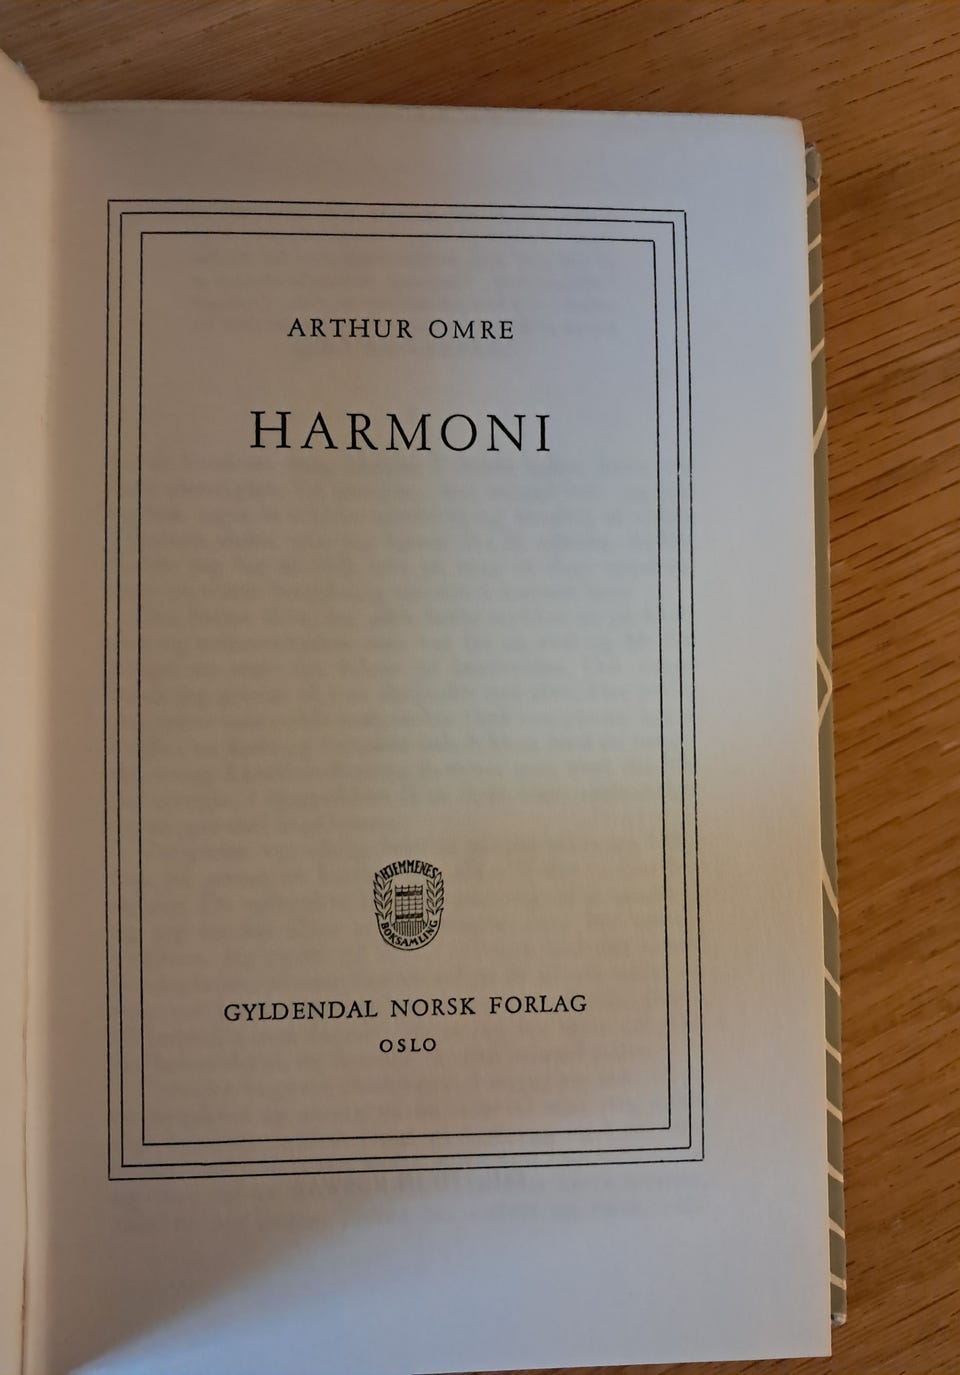 ARTHUR OMRE
HARMONI
HJEMMENES
BOKSAMLING
GYLDENDAL NORSK FORLAG
OSLO